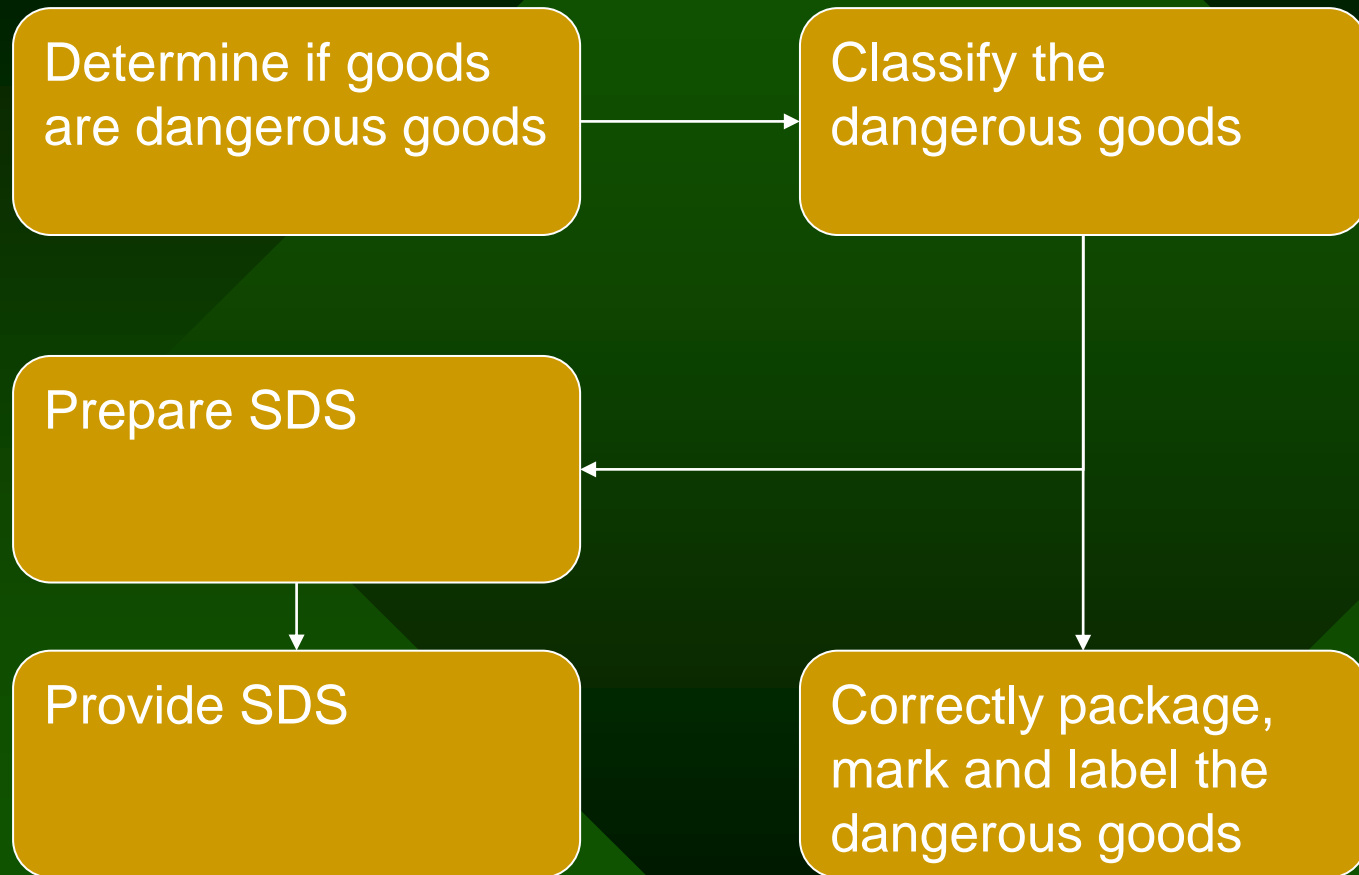 Determine if goods
are dangerous goods
Classify the
dangerous goods
Prepare SDS
Provide SDS
Correctly package,
mark and label the
dangerous goods